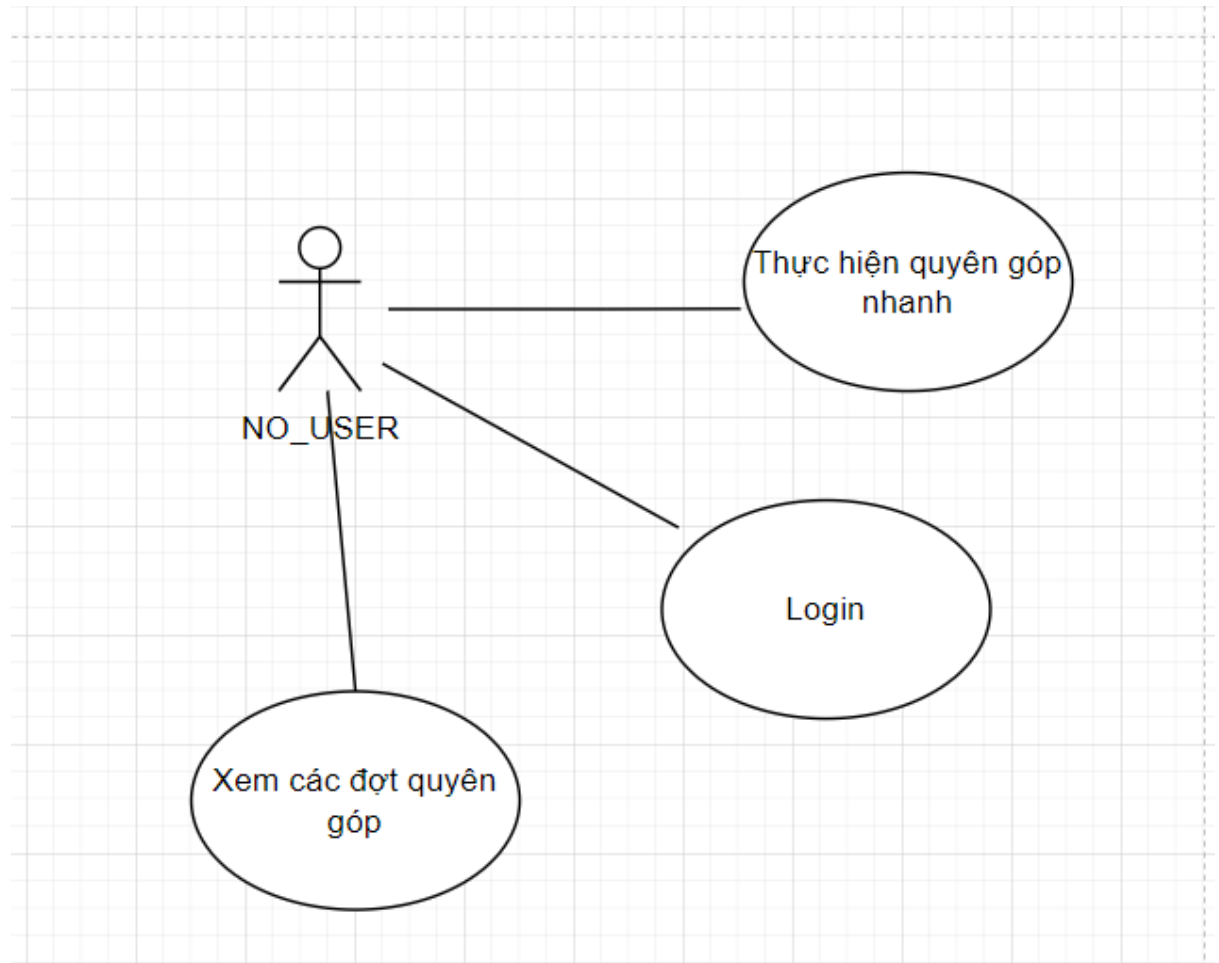 Thực hiện quyên góp
nhanh
NO_USER
Login
Xem các đợt quyên
góp